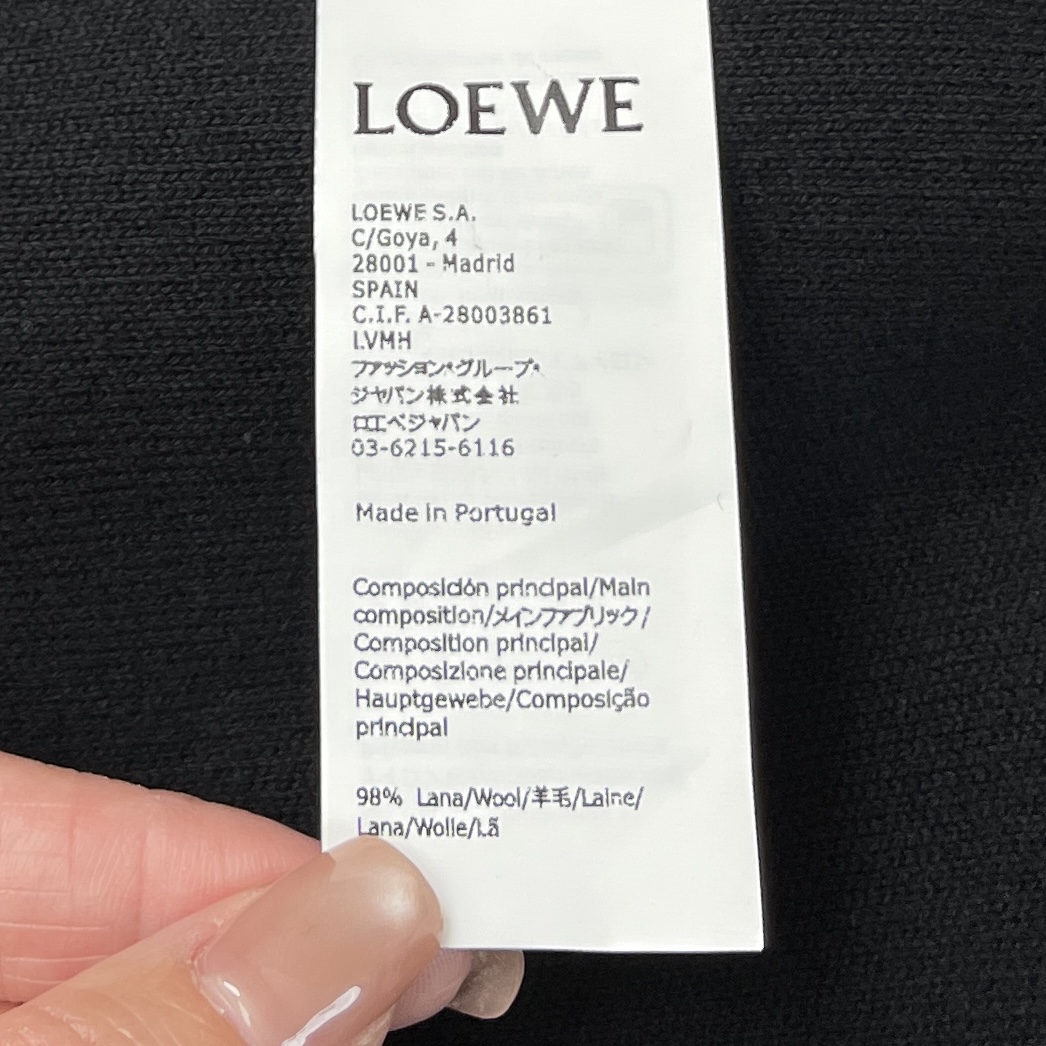 LOEWE
LOEWE S.A.
C/Goya, 4
28001 - Madrid
SPAIN
C.I.F. A-28003861
LVMH
ファッション・グループ・
ジャパン株式会社
ロエベジャパン
03-6215-6116
Made in Portugal
Composición principal/Main
composition/メインファブリック/
Composition principal/
Composizione principale/
Hauptgewebe/Composição
principal
98% Lana/Wool/羊毛/Laine/
Lana/Wolle/Lã